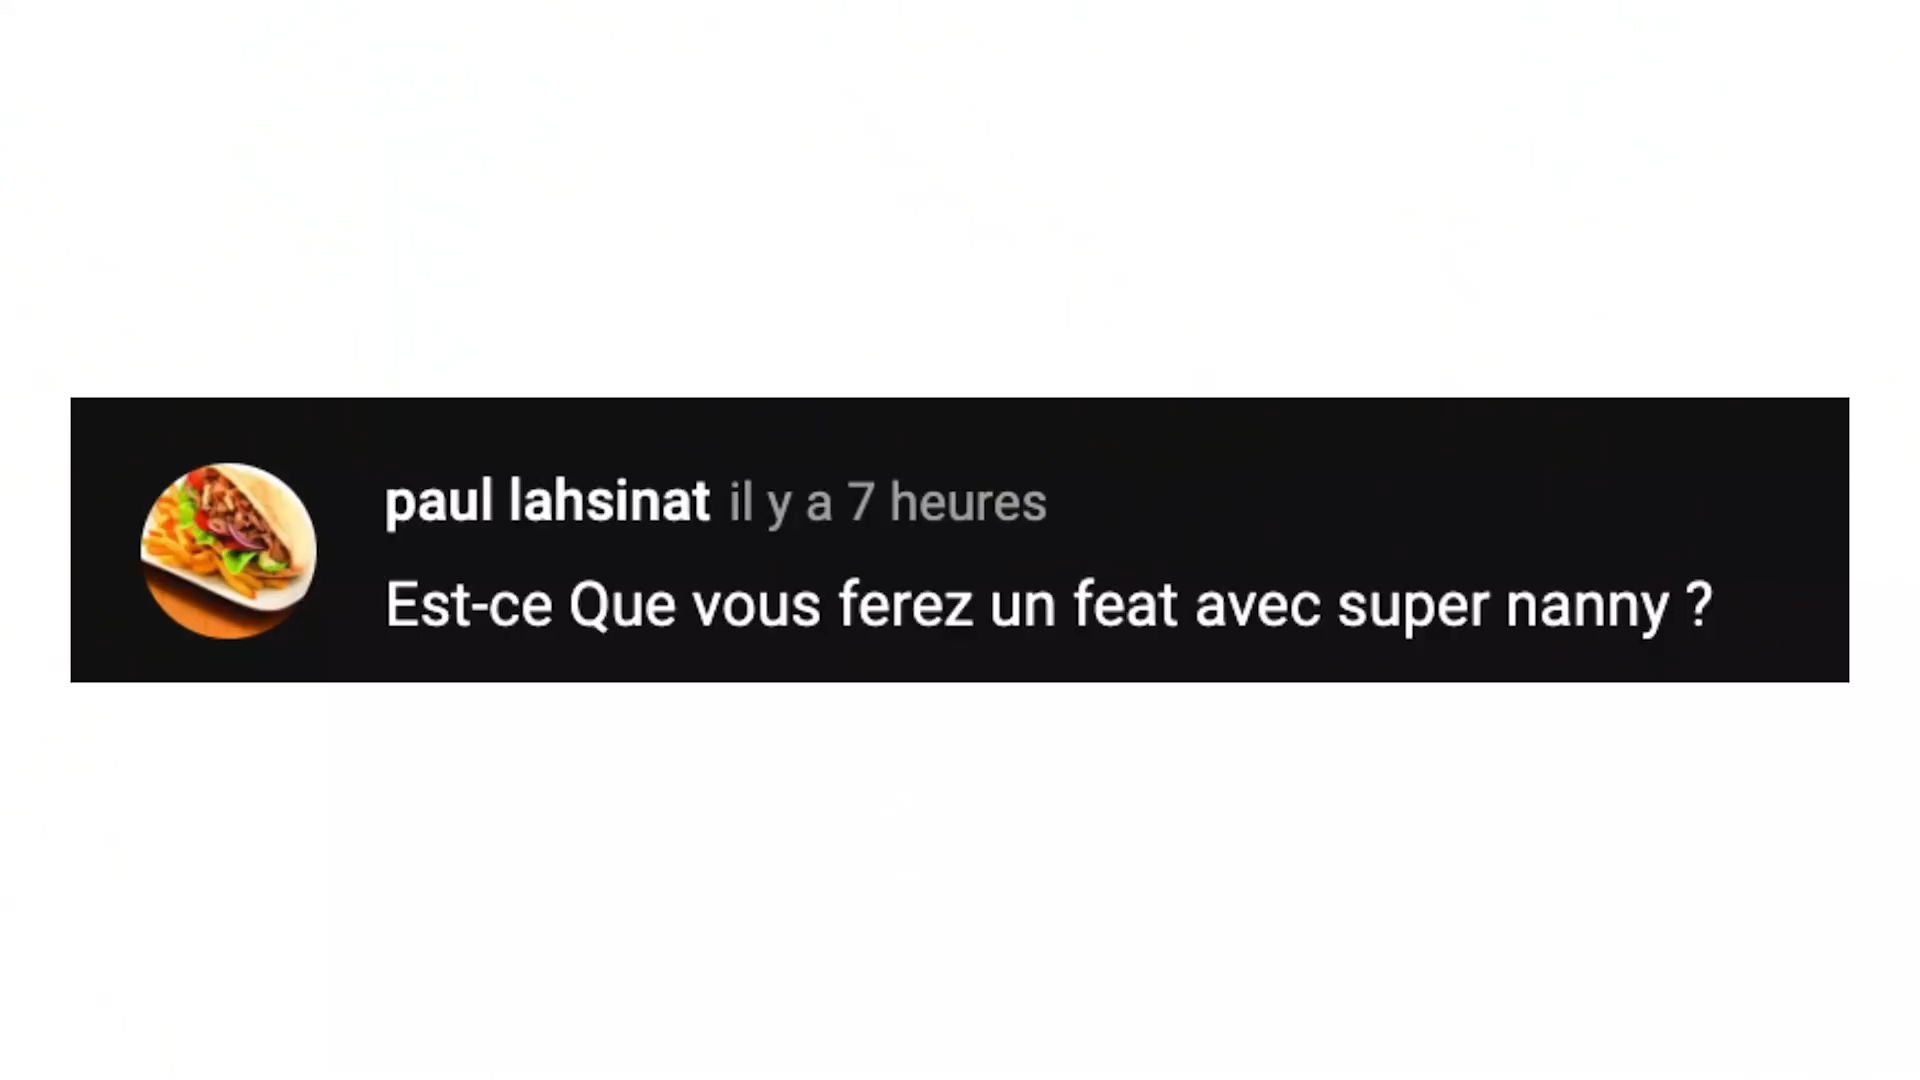 paul lahsinat il y a 7 heures
Est-ce Que vous ferez un feat avec super nanny ?